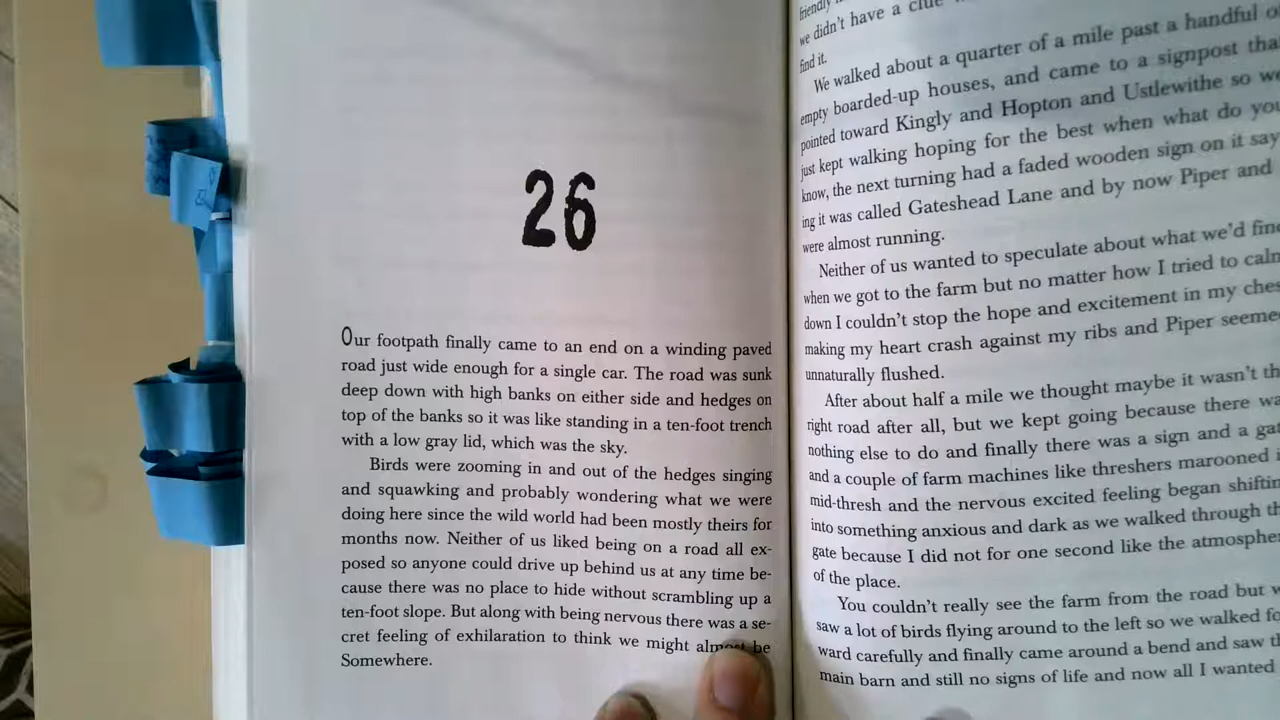 26
Our footpath finally came to an end on a winding paved
road just wide enough for a single car. The road was sunk
deep down with high banks on either side and hedges on
top of the banks so it was like standing in a ten-foot trench
with a low gray lid, which was the sky.
Birds were zooming in and out of the hedges singing
and squawking and probably wondering what we were
doing here since the wild world had been mostly theirs for
months now. Neither of us liked being on a road all ex-
posed so anyone could drive up behind us at any time be-
cause there was no place to hide without scrambling up a
ten-foot slope. But along with being nervous there was a se-
cret feeling of exhilaration to think we might almost be
Somewhere.
friendly
we didn't have a clue
find it.
We walked about a quarter of a mile past a handful
empty boarded-up houses, and came to a signpost
pointed toward Kingly and Hopton and Ustlewithe so
just kept walking hoping for the best when what do
know, the next turning had a faded wooden sign on it say
ing it was called Gateshead Lane and by now Piper and
were almost running.
Neither of us wanted to speculate about what we'd
when we got to the farm but no matter how I tried to
down I couldn't stop the hope and excitement in my
making my heart crash against my ribs and Piper
unnaturally flushed.
After about half a mile we thought maybe it wasn't
right road after all, but we kept going because there
nothing else to do and finally there was a sign and a
and a couple of farm machines like threshers marooned
mid-thresh and the nervous excited feeling began
into something anxious and dark as we walked through
gate because I did not for one second like the
of the place.
You couldn't really see the farm from the road but
saw a lot of birds flying around to the left so we walked
ward carefully and finally came around a bend and saw
main barn and still no signs of life and now all I wanted